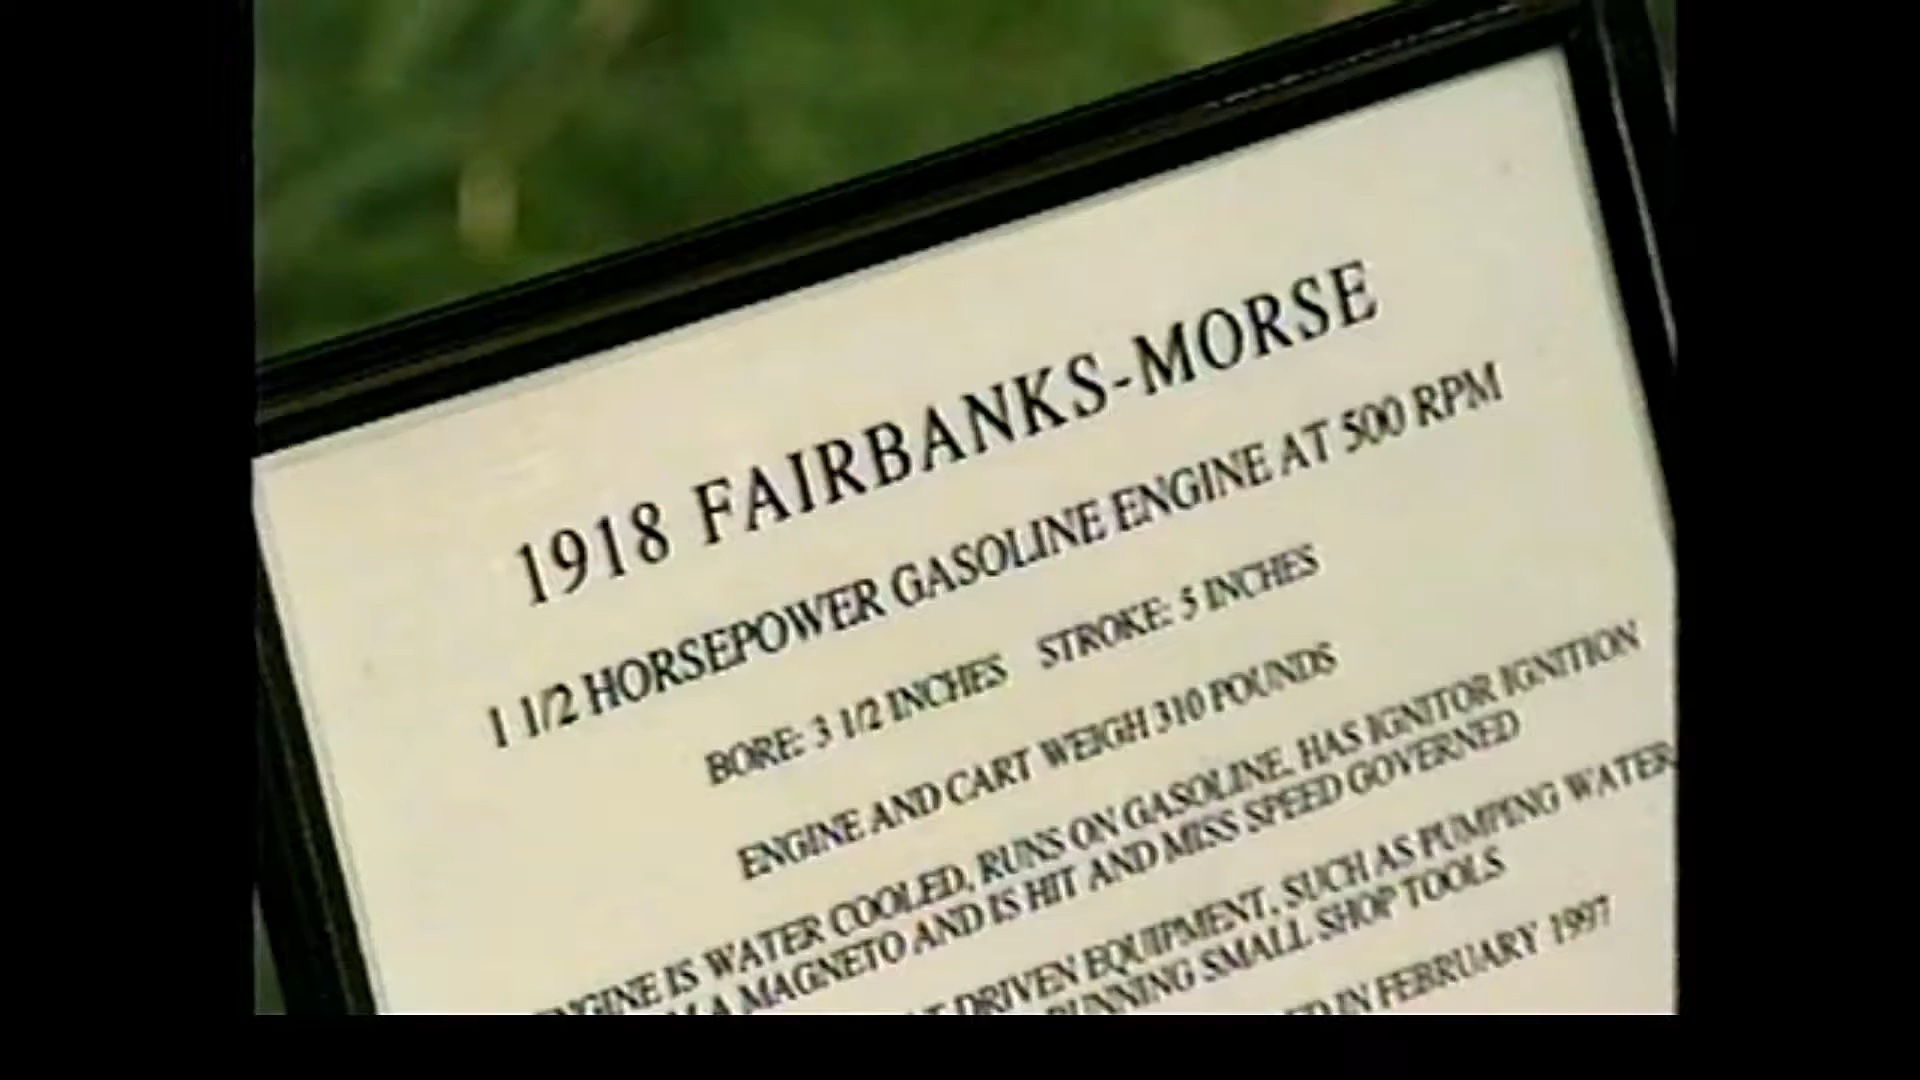 1918 FAIRBANKS-MORSE
1 1/2 HORSEPOWER GASOLINE ENGINE AT 500 RPM
BORE: 3 1/2 INCHES STROKE: 5 INCHES
ENGINE AND CART WEIGH 310 POUNDS
IS WATER COOLED, RUNS ON GASOLINE, HAS IGNITOR IGNITION
A MAGNETO AND IS HIT AND MISS SPEED GOVERNED
DRIVEN EQUIPMENT, SUCH AS PUMPING WATER
RUNNING SMALL SHOP TOOLS
IN FEBRUARY 1997